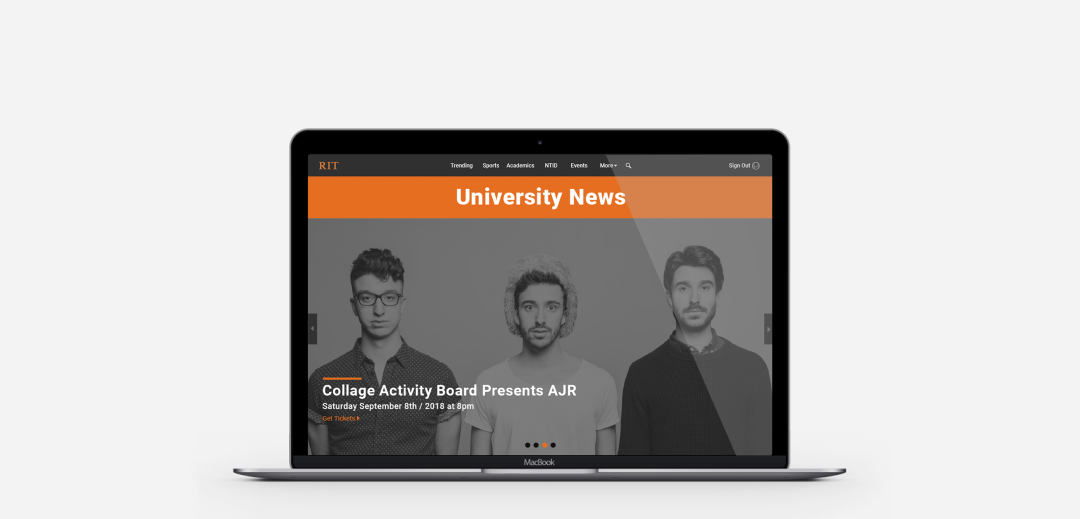 RIT
Trending Sports Academics NTID Events More Sign Out
University News
Collage Activity Board Presents AJR
Saturday September 8th / 2018 at 8pm
Get Tickets
MacBook